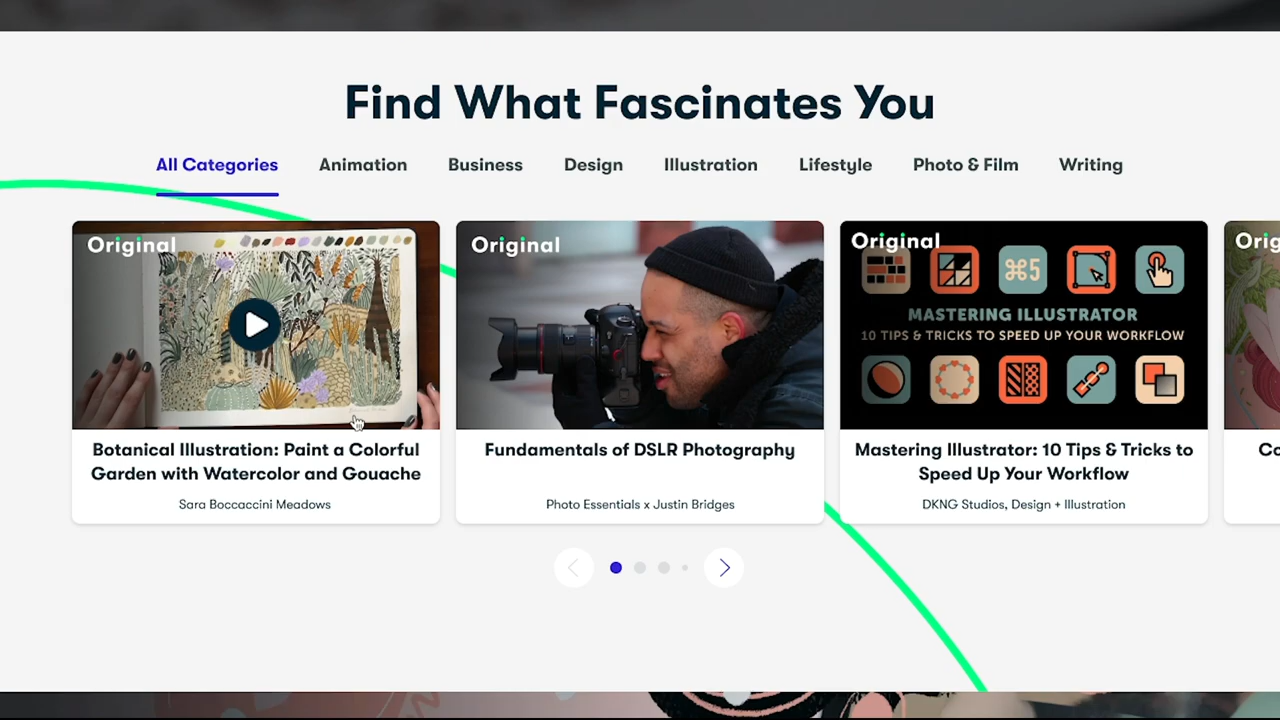 Find What Fascinates You
All Categories Animation Business Design Illustration Lifestyle Photo & Film Writing
Original
Botanical Illustration: Paint a Colorful
Garden with Watercolor and Gouache
Sara Boccaccini Meadows
Original
Fundamentals of DSLR Photography
Photo Essentials x Justin Bridges
Original
⌘5
MASTERING ILLUSTRATOR
10 TIPS & TRICKS TO SPEED UP YOUR WORKFLOW
Mastering Illustrator: 10 Tips & Tricks to
Speed Up Your Workflow
DKNG Studios, Design + Illustration
Orig
Co